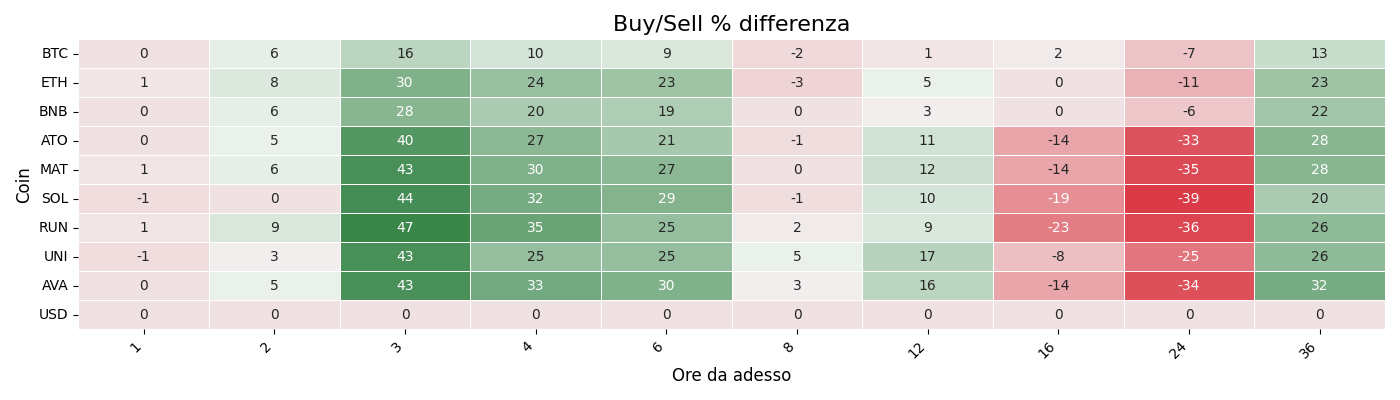 Buy/Sell % differenza
Coin
BTC 0 6 16 10 9 -2 1 2 -7 13
ETH 1 8 30 24 23 -3 5 0 -11 23
BNB 0 6 28 20 19 0 3 0 -6 22
ATO 0 5 40 27 21 -1 11 -14 -33 28
MAT 1 6 43 30 27 0 12 -14 -35 28
SOL -1 0 44 32 29 -1 10 -19 -39 20
RUN 1 9 47 35 25 2 9 -23 -36 26
UNI -1 3 43 25 25 5 17 -8 -25 26
AVA 0 5 43 33 30 3 16 -14 -34 32
USD 0 0 0 0 0 0 0 0 0 0
1 2 3 4 6 8 12 16 24 36
Ore da adesso